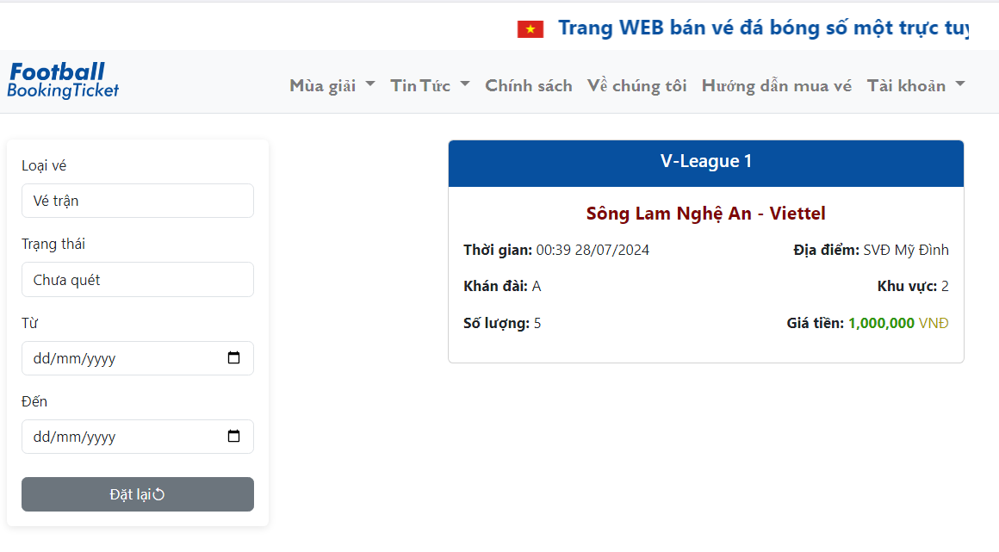 Trang WEB bán vé đá bóng số một trực tuy
Football
BookingTicket
Mùa giải Tin Tức Chính sách Về chúng tôi Hướng dẫn mua vé Tài khoản
Loại vé
Vé trận
Trạng thái
Chưa quét
Từ
dd/mm/yyyy
Đến
dd/mm/yyyy
Đặt lại
V-League 1
Sông Lam Nghệ An - Viettel
Thời gian: 00:39 28/07/2024 Địa điểm: SVĐ Mỹ Đình
Khán đài: A Khu vực: 2
Số lượng: 5 Giá tiền: 1,000,000 VNĐ